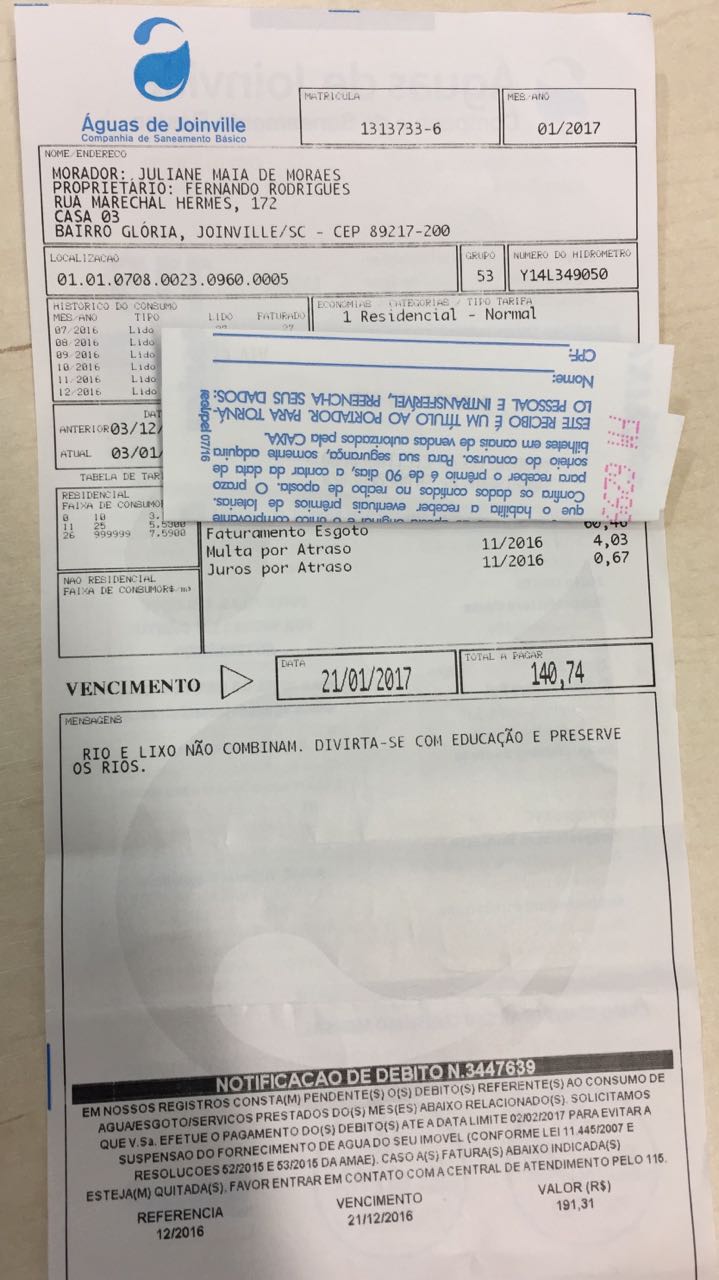 Águas de Joinville
Companhia de Saneamento Básico
MATRICULA
1313733-6
MES/ANO
01/2017
NOME/ENDERECO
MORADOR: JULIANE MAIA DE MORAES
PROPRIETÁRIO: FERNANDO RODRIGUES
RUA MARECHAL HERMES, 172
CASA 03
BAIRRO GLÓRIA, JOINVILLE/SC - CEP 89217-200
LOCALIZACAO
01.01.0708.0023.0960.0005
GRUPO
53
NUMERO DO HIDROMETRO
Y14L349050
HISTORICO DO CONSUMO
MES/ANO TIPO LIDO FATURADO
07/2016 Lido
08/2016 Lido
09/2016 Lido
10/2016 Lido
11/2016 Lido
12/2016 Lido
ECONOMIAS / CATEGORIAS / TIPO TARIFA
1 Residencial - Normal
DAT
ANTERIOR 03/12/
ATUAL 03/01/
TABELA DE TAR
RESIDENCIAL
FAIXA DE CONSUMO
0 10 3.
11 25 5.5300
26 999999 7.5900
NAO RESIDENCIAL
FAIXA DE CONSUMO R$/m3
que o habilita a receber eventuais prêmios de loterias.
Confira os dados contidos no recibo de aposta. O prazo
para receber o prêmio é de 90 dias, a contar da data de
sorteio do concurso. Para sua segurança, somente adquira
bilhetes em canais de vendas autorizados pela CAIXA.
ESTE RECIBO É UM TÍTULO AO PORTADOR. PARA TORNÁ-
LO PESSOAL E INTRANSFERÍVEL, PREENCHA SEUS DADOS:
Nome:
CPF:
regispel 07/16
Faturamento Esgoto 60,46
Multa por Atraso 11/2016 4,03
Juros por Atraso 11/2016 0,67
VENCIMENTO
DATA
21/01/2017
TOTAL A PAGAR
140,74
MENSAGENS
RIO E LIXO NÃO COMBINAM. DIVIRTA-SE COM EDUCAÇÃO E PRESERVE
OS RIOS.
NOTIFICACAO DE DEBITO N.3447639
EM NOSSOS REGISTROS CONSTA(M) PENDENTE(S) O(S) DEBITO(S) REFERENTE(S) AO CONSUMO DE
AGUA/ESGOTO/SERVICOS PRESTADOS DO(S) MES(ES) ABAIXO RELACIONADO(S). SOLICITAMOS
QUE V.Sa. EFETUE O PAGAMENTO DO(S) DEBITO(S) ATE A DATA LIMITE 02/02/2017 PARA EVITAR A
SUSPENSAO DO FORNECIMENTO DE AGUA DO SEU IMOVEL (CONFORME LEI 11.445/2007 E
RESOLUCOES 52/2015 E 53/2015 DA AMAE). CASO A(S) FATURA(S) ABAIXO INDICADA(S)
ESTEJA(M) QUITADA(S), FAVOR ENTRAR EM CONTATO COM A CENTRAL DE ATENDIMENTO PELO 115.
REFERENCIA VENCIMENTO VALOR (R$)
12/2016 21/12/2016 191,31